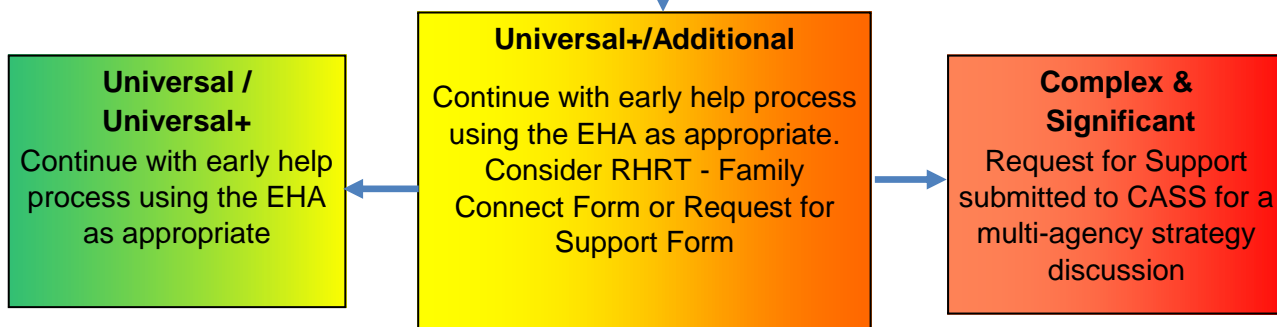 Universal /
Universal+
Continue with early help
process using the EHA
as appropriate
Universal+/Additional
Continue with early help process
using the EHA as appropriate.
Consider RHRT - Family
Connect Form or Request for
Support Form
Complex &
Significant
Request for Support
submitted to CASS for a
multi-agency strategy
discussion